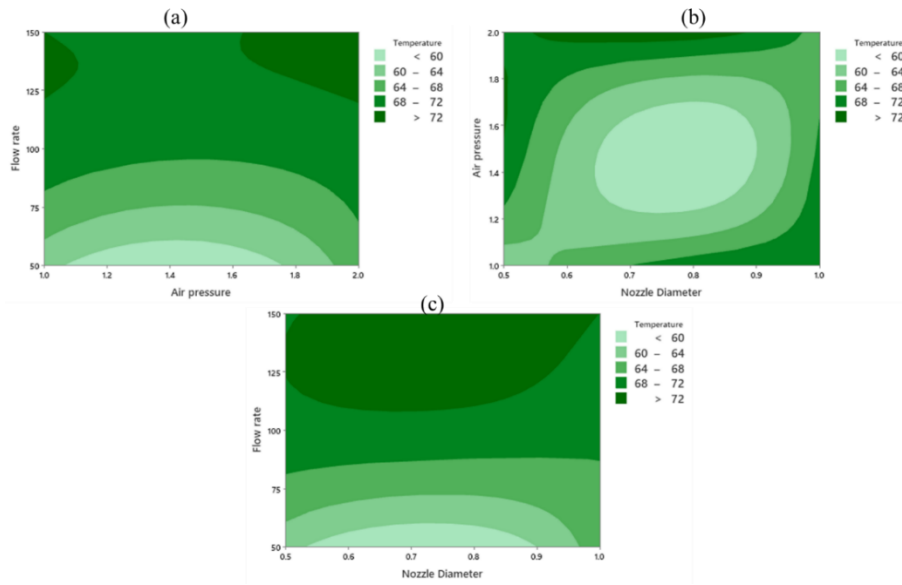 (a)
150
125
100
75
50
Flow rate
1.0 1.2 1.4 1.6 1.8 2.0
Air pressure
Temperature
< 60
60 – 64
64 – 68
68 – 72
> 72
(b)
2.0
1.8
1.6
1.4
1.2
1.0
Air pressure
0.5 0.6 0.7 0.8 0.9 1.0
Nozzle Diameter
Temperature
< 60
60 – 64
64 – 68
68 – 72
> 72
(c)
150
125
100
75
50
Flow rate
0.5 0.6 0.7 0.8 0.9 1.0
Nozzle Diameter
Temperature
< 60
60 – 64
64 – 68
68 – 72
> 72